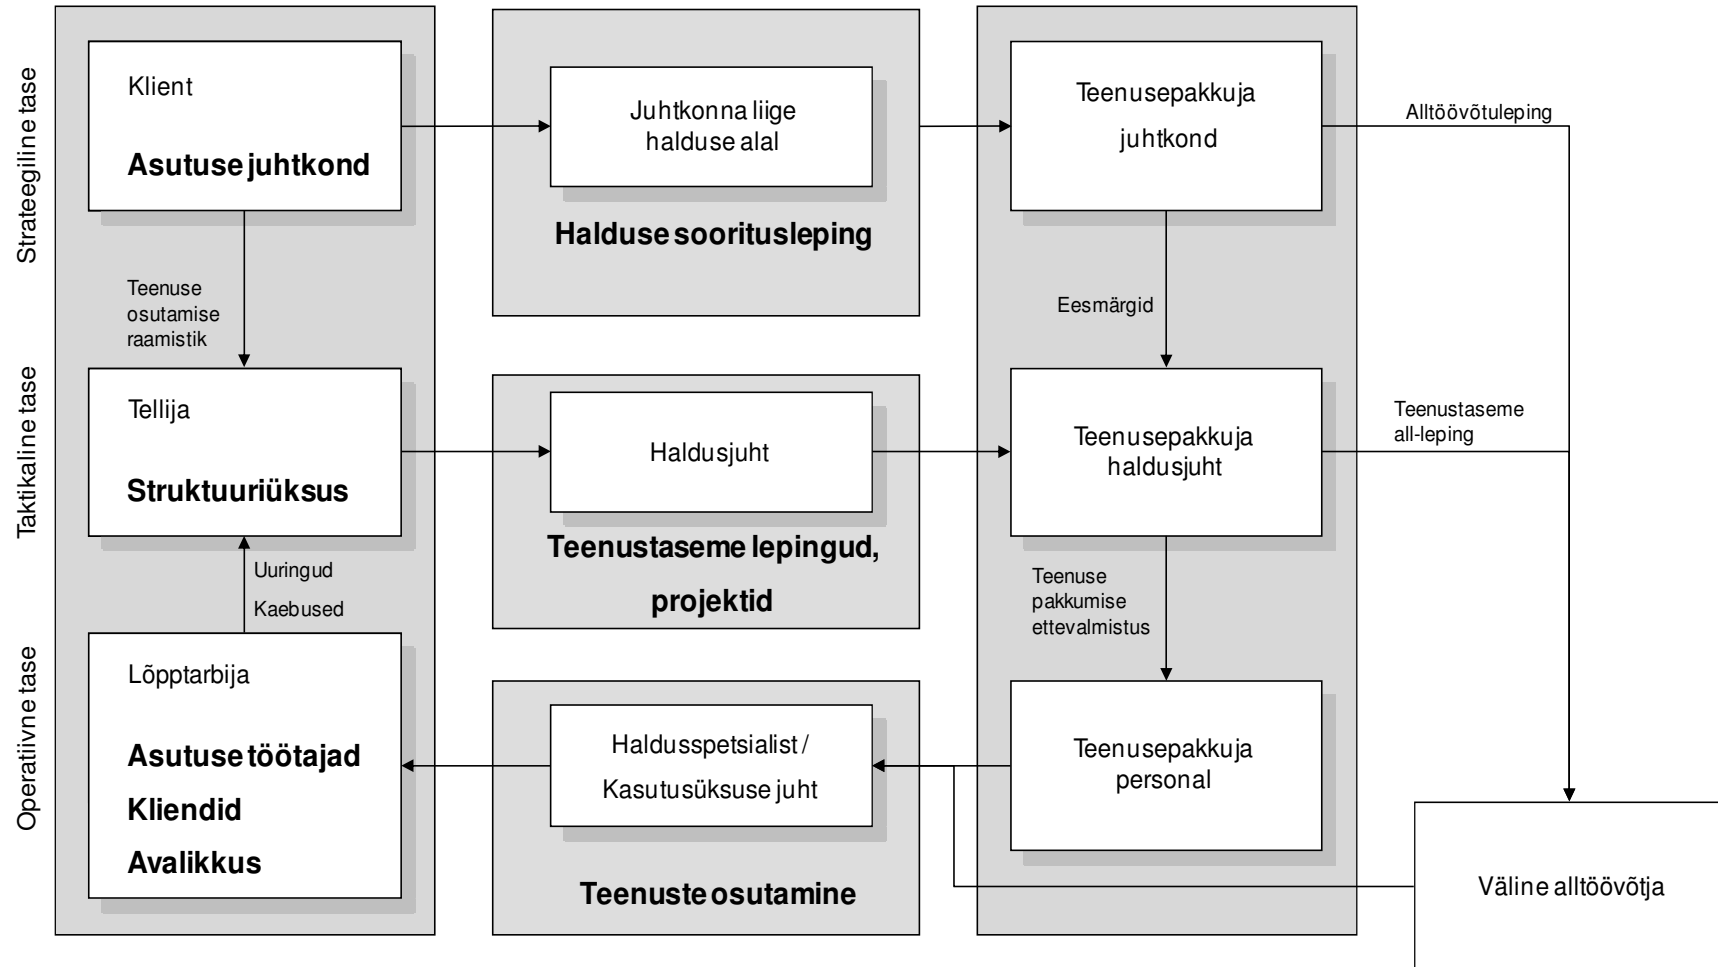 Strateegiline tase
Klient
Asutuse juhtkond
Juhtkonna liige
halduse alal
Halduse sooritusleping
Teenusepakkuja
juhtkond
Alltöövõtuleping
Teenuse
osutamise
raamistik
Eesmärgid
Taktikaline tase
Tellija
Struktuuriüksus
Haldusjuht
Teenustaseme lepingud,
projektid
Teenusepakkuja
haldusjuht
Teenustaseme
all-leping
Uuringud
Kaebused
Teenuse
pakkumise
ettevalmistus
Operatiivne tase
Lõpptarbija
Asutuse töötajad
Kliendid
Avalikkus
Haldusspetsialist /
Kasutusüksuse juht
Teenuste osutamine
Teenusepakkuja
personal
Väline alltöövõtja